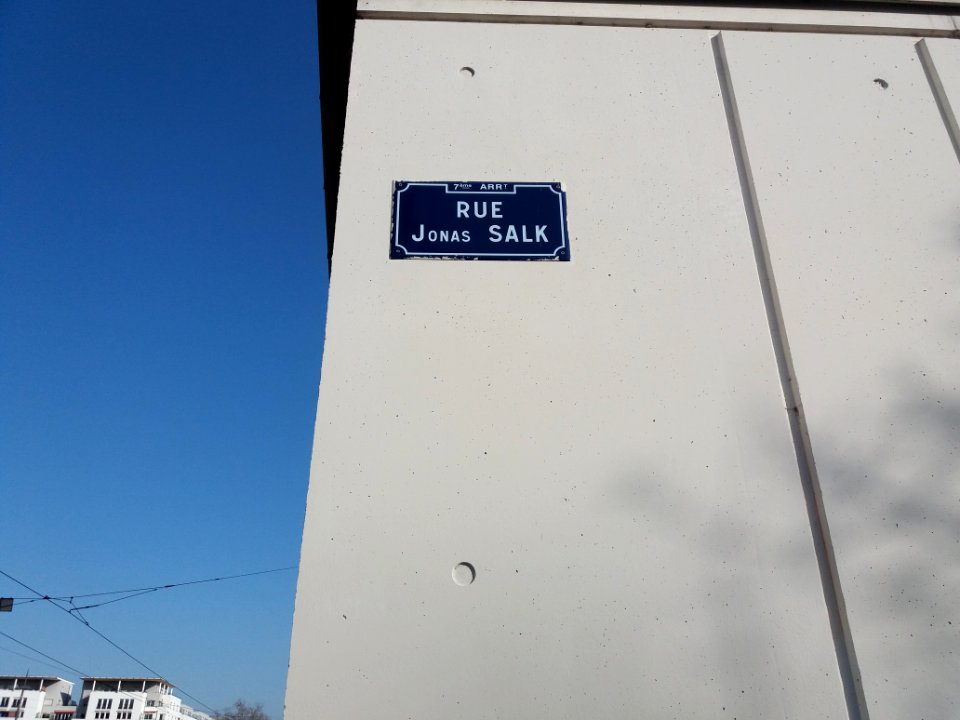 7ème ARRT
RUE
Jonas SALK